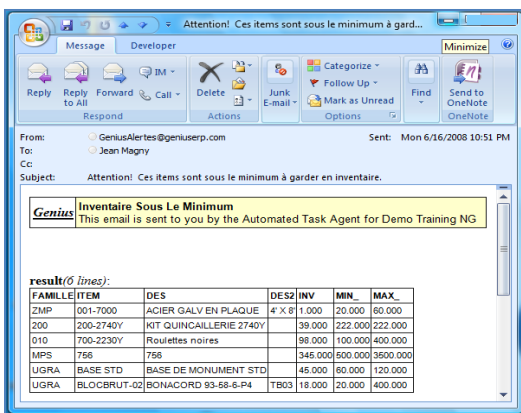 Attention! Ces items sont sous le minimum à gard...
Message Developer
Minimize
Reply
Reply to All
Forward
IM
Call
Respond
Delete
Actions
Junk E-mail
Categorize
Follow Up
Mark as Unread
Options
Find
Send to OneNote
OneNote
From: GeniusAlertes@geniuserp.com Sent: Mon 6/16/2008 10:51 PM
To: Jean Magny
Cc:
Subject: Attention! Ces items sont sous le minimum à garder en inventaire.
Genius
Inventaire Sous Le Minimum
This email is sent to you by the Automated Task Agent for Demo Training NG
result(6 lines):
FAMILLE ITEM DES DES2 INV MIN_ MAX_
ZMP 001-7000 ACIER GALV EN PLAQUE 4' X 8' 1.000 20.000 60.000
200 200-2740Y KIT QUINCAILLERIE 2740Y 39.000 222.000 222.000
010 700-2230Y Roulettes noires 98.000 100.000 400.000
MPS 756 756 345.000 500.000 3500.000
UGRA BASE STD BASE DE MONUMENT STD 45.000 60.000 120.000
UGRA BLOCBRUT-02 BONACORD 93-58-6-P4 TB03 18.000 20.000 400.000